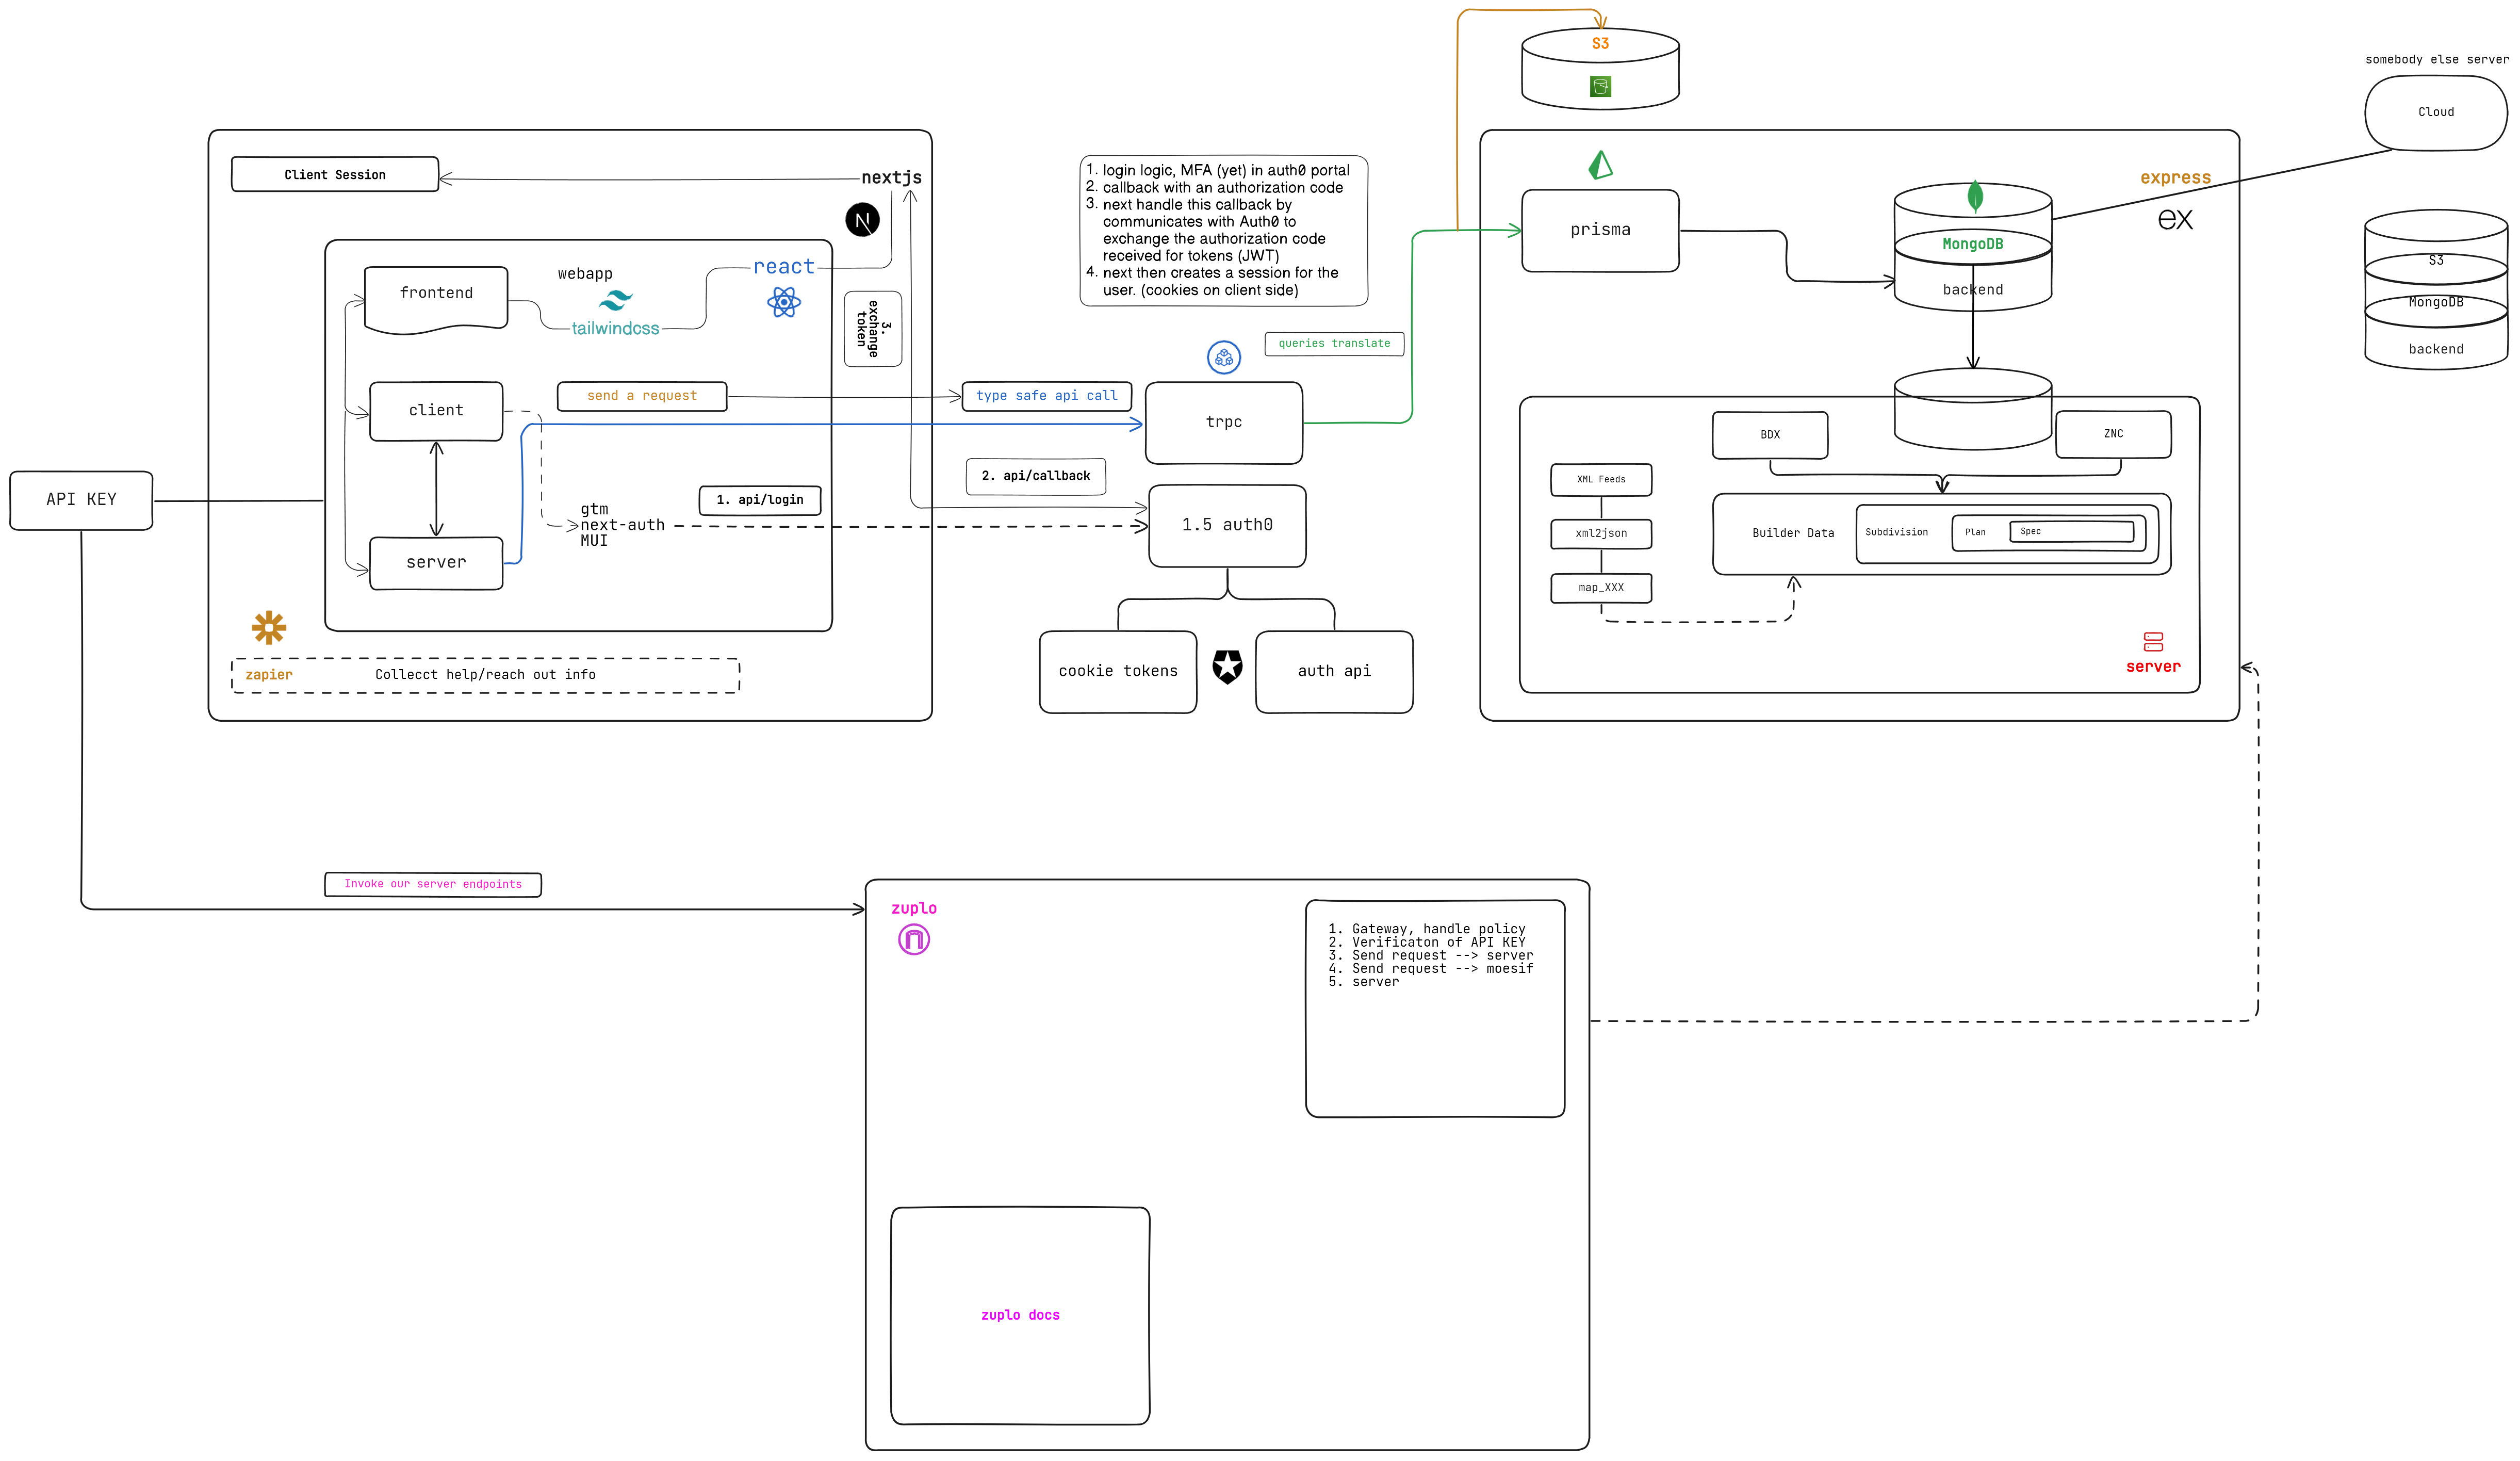 S3
somebody else server
Cloud
Client Session
nextjs
1. login logic, MFA (yet) in auth0 portal
2. callback with an authorization code
3. next handle this callback by
communicates with Auth0 to
exchange the authorization code
received for tokens (JWT)
4. next then creates a session for the
user. (cookies on client side)
express
ex
prisma
MongoDB
backend
S3
MongoDB
backend
frontend
webapp
tailwindcss
react
3.
exchange
token
queries translate
client
send a request
type safe api call
trpc
BDX
ZNC
API KEY
gtm
next-auth
MUI
1. api/login
2. api/callback
1.5 auth0
XML Feeds
xml2json
map_XXX
Builder Data
Subdivision
Plan
Spec
server
zapier
Collecct help/reach out info
cookie tokens
auth api
server
Invoke our server endpoints
zuplo
1. Gateway, handle policy
2. Verificaton of API KEY
3. Send request --> server
4. Send request --> moesif
5. server
zuplo docs